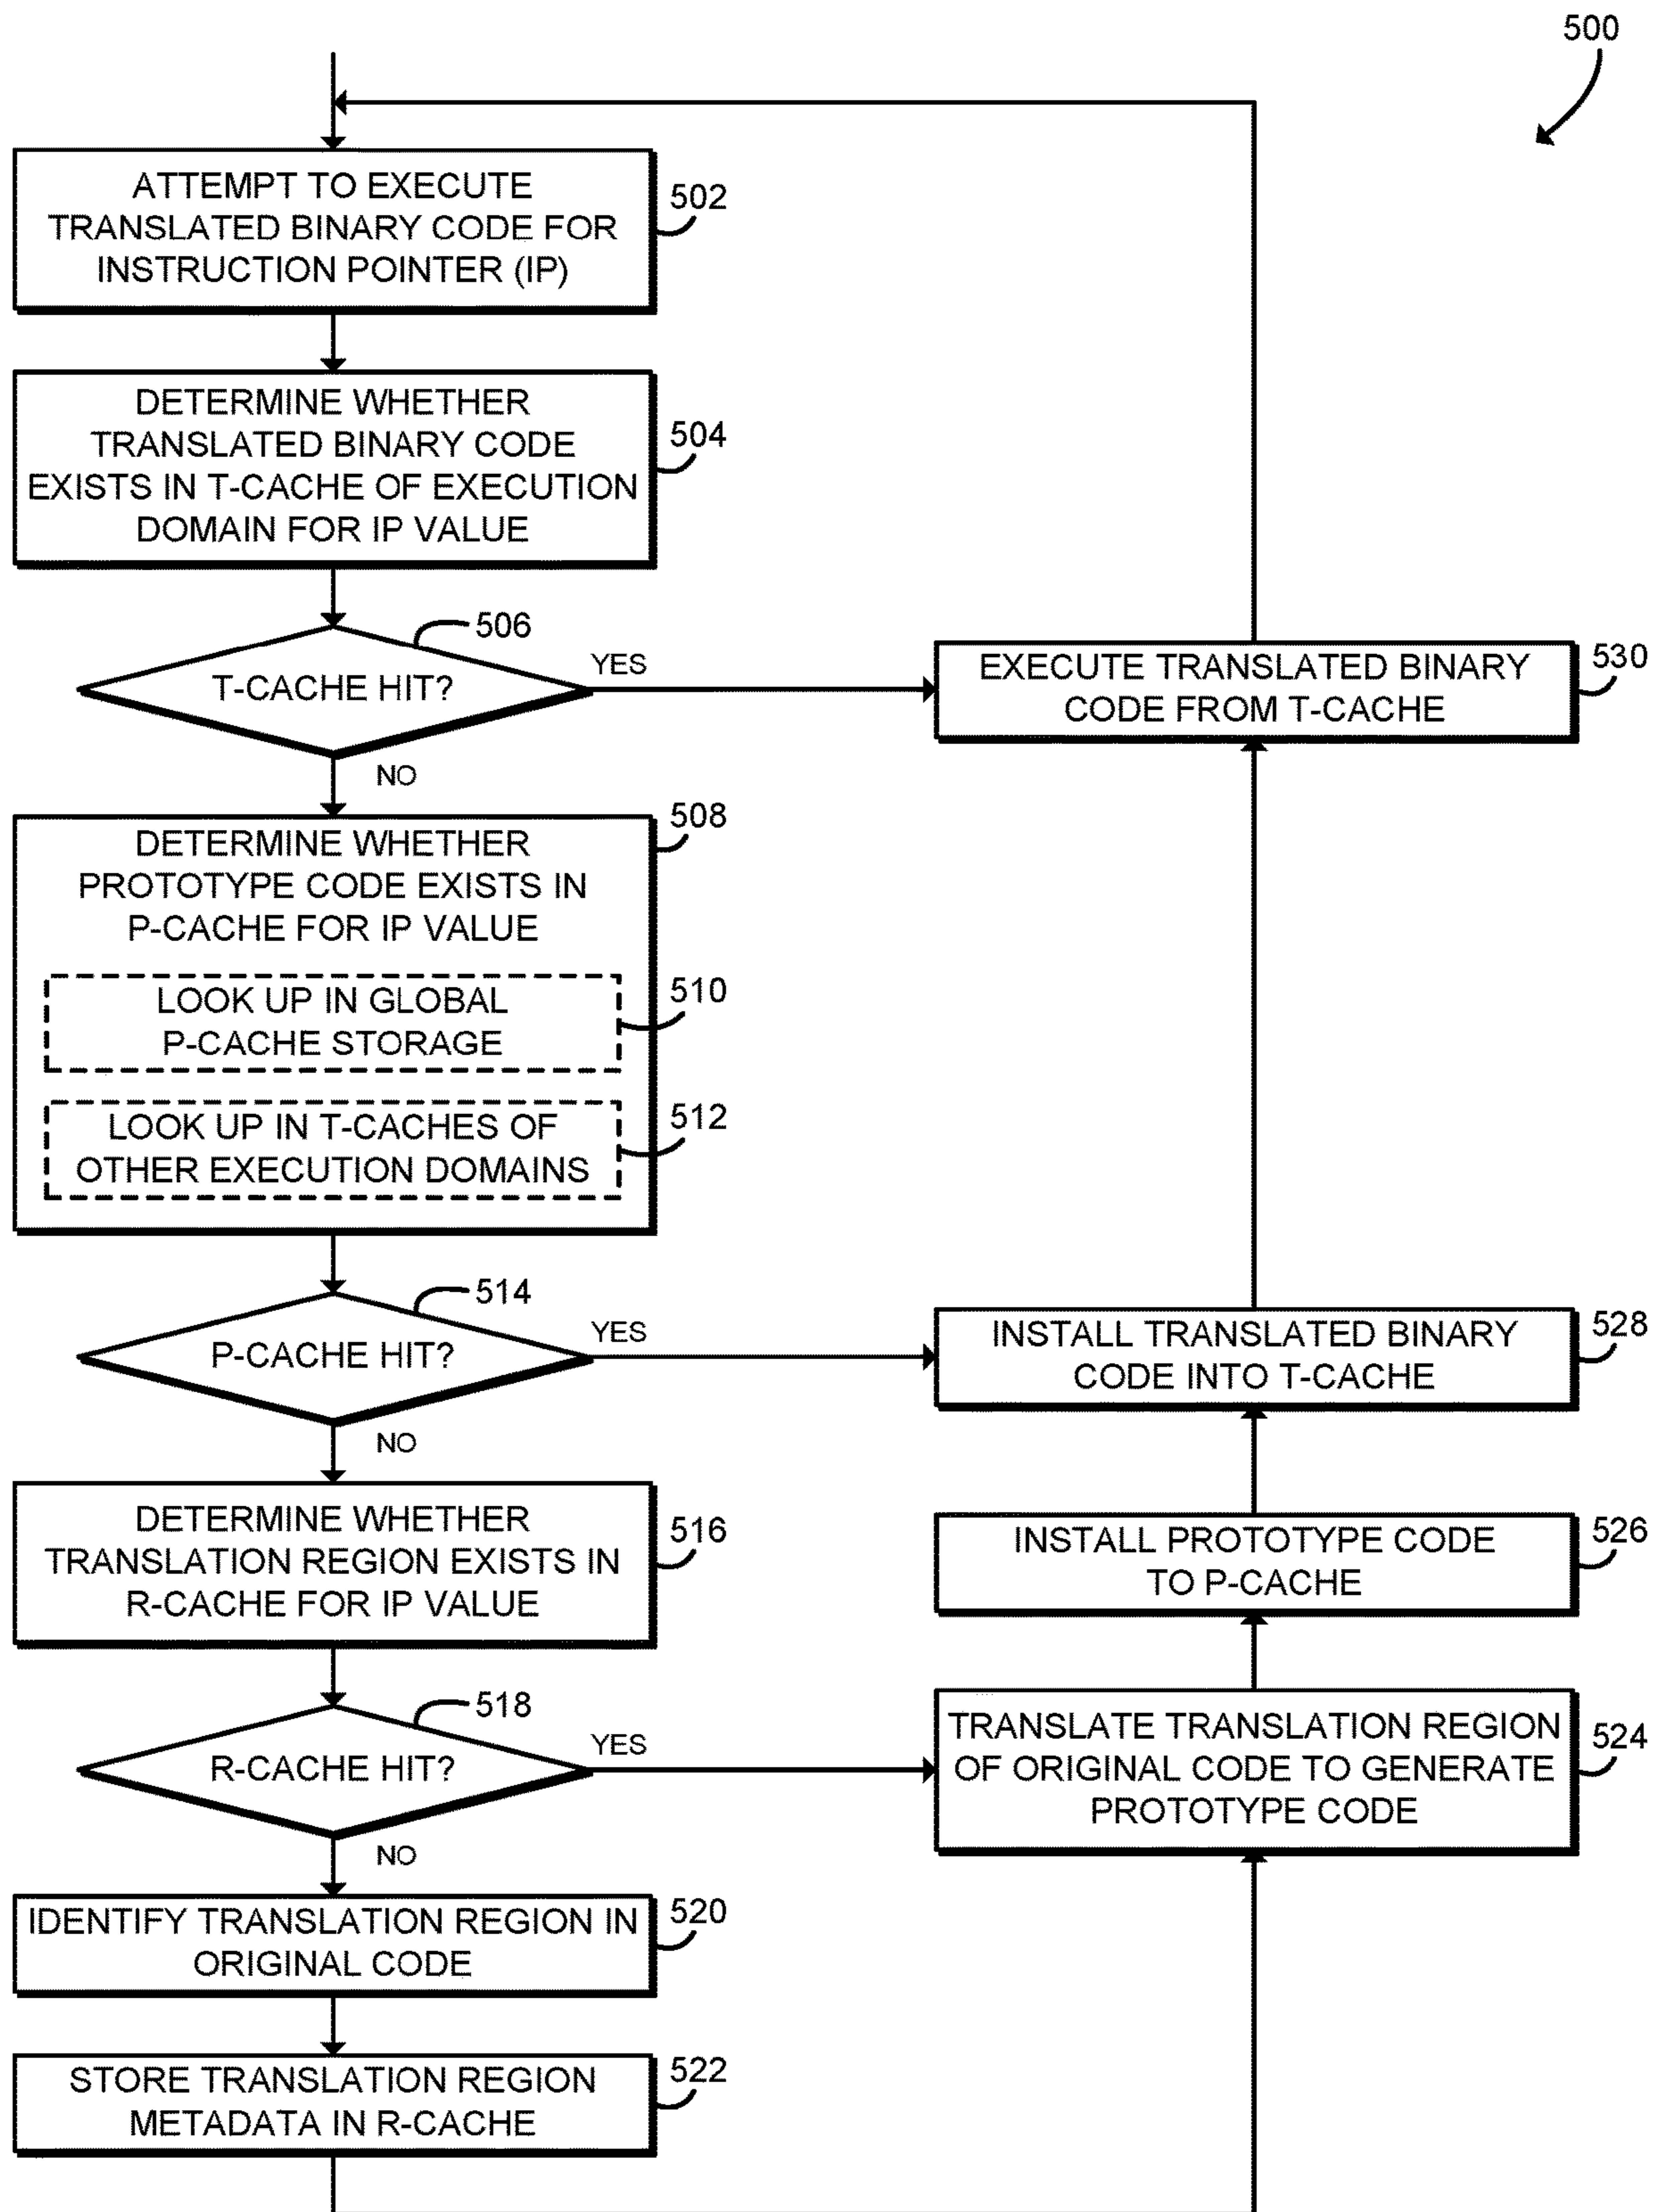 500
ATTEMPT TO EXECUTE
TRANSLATED BINARY CODE FOR
INSTRUCTION POINTER (IP)
502
DETERMINE WHETHER
TRANSLATED BINARY CODE
EXISTS IN T-CACHE OF EXECUTION
DOMAIN FOR IP VALUE
504
506
T-CACHE HIT?
YES
NO
EXECUTE TRANSLATED BINARY
CODE FROM T-CACHE
530
DETERMINE WHETHER
PROTOTYPE CODE EXISTS IN
P-CACHE FOR IP VALUE
508
LOOK UP IN GLOBAL
P-CACHE STORAGE
510
LOOK UP IN T-CACHES OF
OTHER EXECUTION DOMAINS
512
514
P-CACHE HIT?
YES
NO
INSTALL TRANSLATED BINARY
CODE INTO T-CACHE
528
DETERMINE WHETHER
TRANSLATION REGION EXISTS IN
R-CACHE FOR IP VALUE
516
INSTALL PROTOTYPE CODE
TO P-CACHE
526
518
R-CACHE HIT?
YES
NO
TRANSLATE TRANSLATION REGION
OF ORIGINAL CODE TO GENERATE
PROTOTYPE CODE
524
IDENTIFY TRANSLATION REGION IN
ORIGINAL CODE
520
STORE TRANSLATION REGION
METADATA IN R-CACHE
522